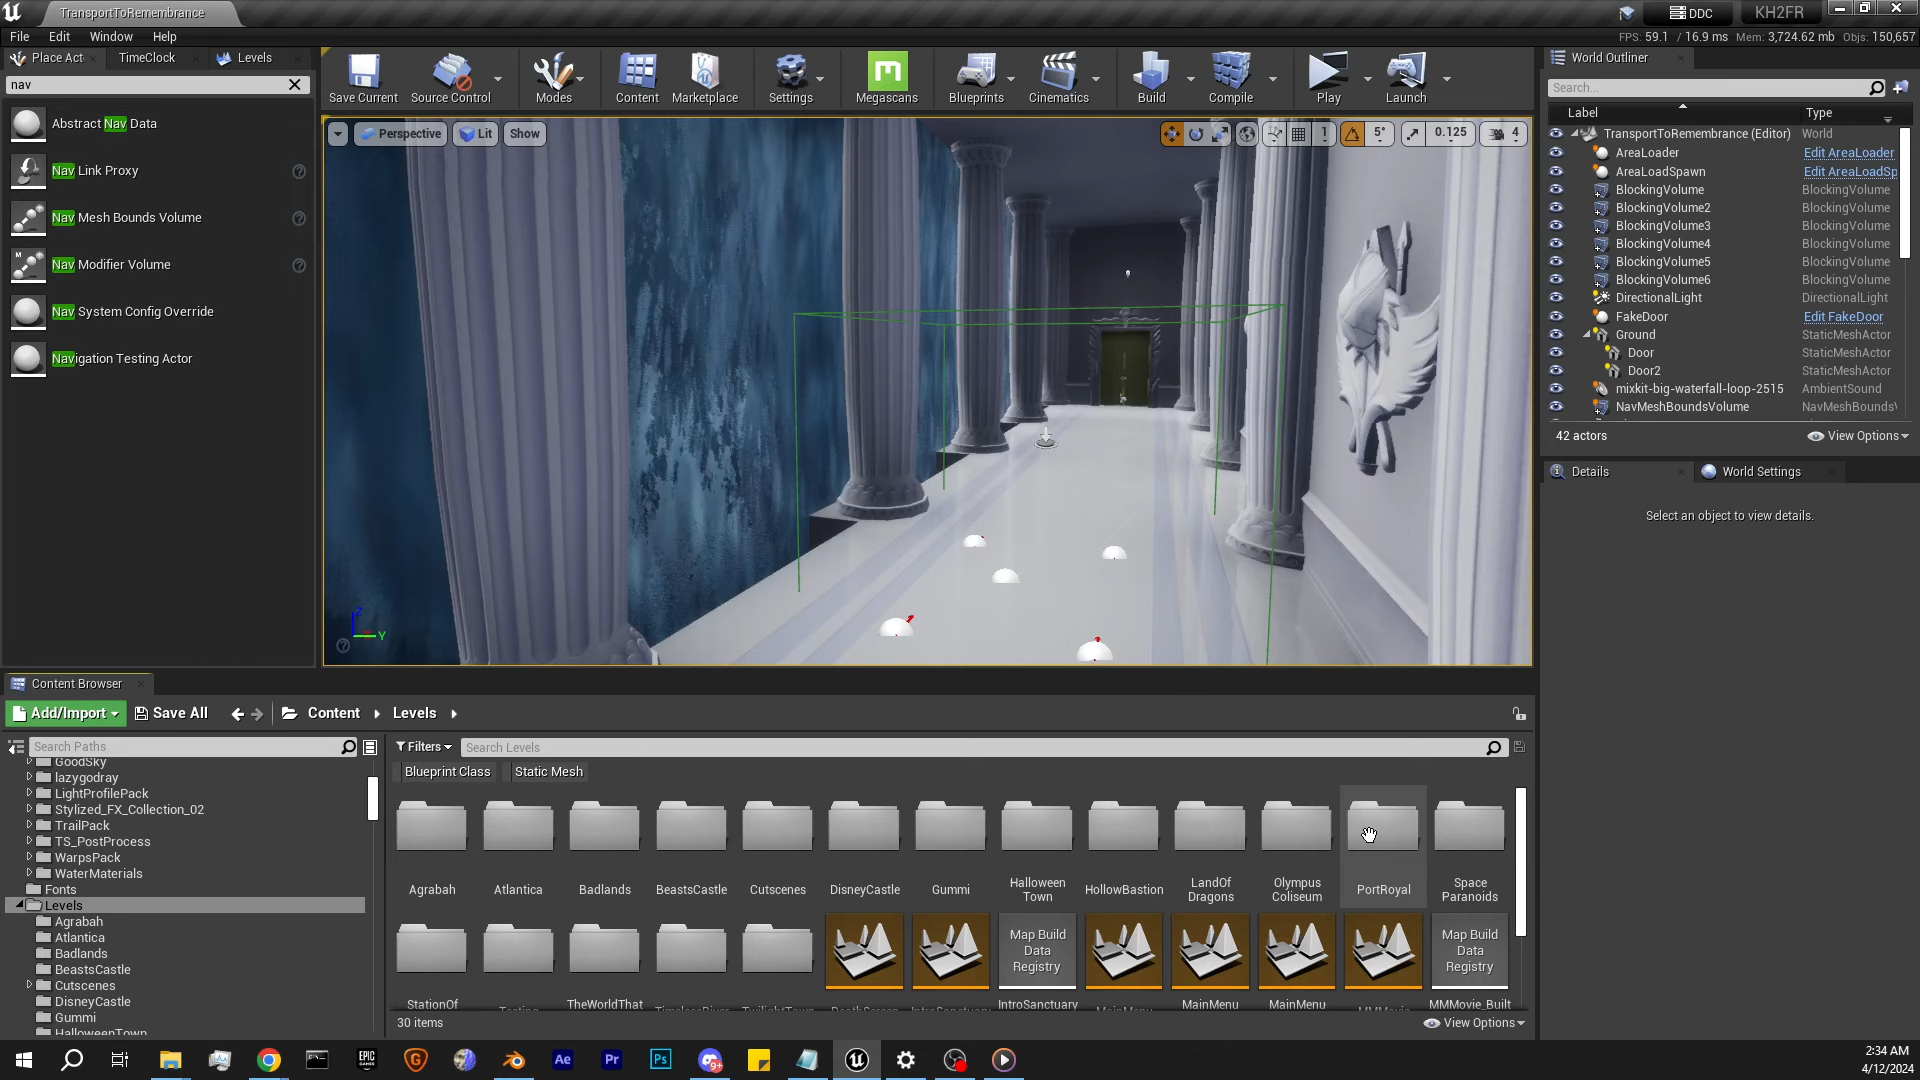 TransportToRemembrance
DDC
KH2FR
File Edit Window Help
FPS: 59.1 / 16.9 ms Mem: 3,724.62 mb Objs: 150,657
Place Act TimeClock Levels
nav
Abstract Nav Data
Nav Link Proxy
Nav Mesh Bounds Volume
Nav Modifier Volume
Nav System Config Override
Navigation Testing Actor
Save Current Source Control Modes Content Marketplace Settings Megascans Blueprints Cinematics Build Compile Play Launch
Perspective Lit Show
1 5° 0.125 4
Z
Y
World Outliner
Search...
Label Type
TransportToRemembrance (Editor) World
AreaLoader Edit AreaLoader
AreaLoadSpawn Edit AreaLoadSp
BlockingVolume BlockingVolume
BlockingVolume2 BlockingVolume
BlockingVolume3 BlockingVolume
BlockingVolume4 BlockingVolume
BlockingVolume5 BlockingVolume
BlockingVolume6 BlockingVolume
DirectionalLight DirectionalLight
FakeDoor Edit FakeDoor
Ground StaticMeshActor
Door StaticMeshActor
Door2 StaticMeshActor
mixkit-big-waterfall-loop-2515 AmbientSound
NavMeshBoundsVolume NavMeshBoundsV
42 actors View Options
Details World Settings
Select an object to view details.
Content Browser
Add/Import Save All Content Levels
Search Paths
GoodSky
lazygodray
LightProfilePack
Stylized_FX_Collection_02
TrailPack
TS_PostProcess
WarpsPack
WaterMaterials
Fonts
Levels
Agrabah
Atlantica
Badlands
BeastsCastle
Cutscenes
DisneyCastle
Gummi
HalloweenTown
Filters Search Levels
Blueprint Class Static Mesh
Agrabah Atlantica Badlands BeastsCastle Cutscenes DisneyCastle Gummi Halloween Town HollowBastion LandOf Dragons Olympus Coliseum PortRoyal Space Paranoids
Map Build Data Registry
Map Build Data Registry
StationOf TheWorldThat IntroSanctuary MainMenu MainMenu MMMovie_Built
30 items View Options
EPIC GAMES
Ae
Pr
Ps
9+
2:34 AM
4/12/2024